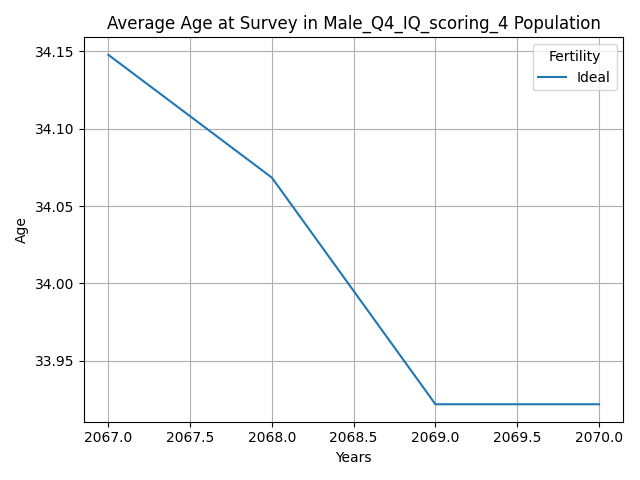 Average Age at Survey in Male_Q4_IQ_scoring_4 Population
Fertility
Ideal
34.15
34.10
34.05
34.00
33.95
Age
2067.0 2067.5 2068.0 2068.5 2069.0 2069.5 2070.0
Years